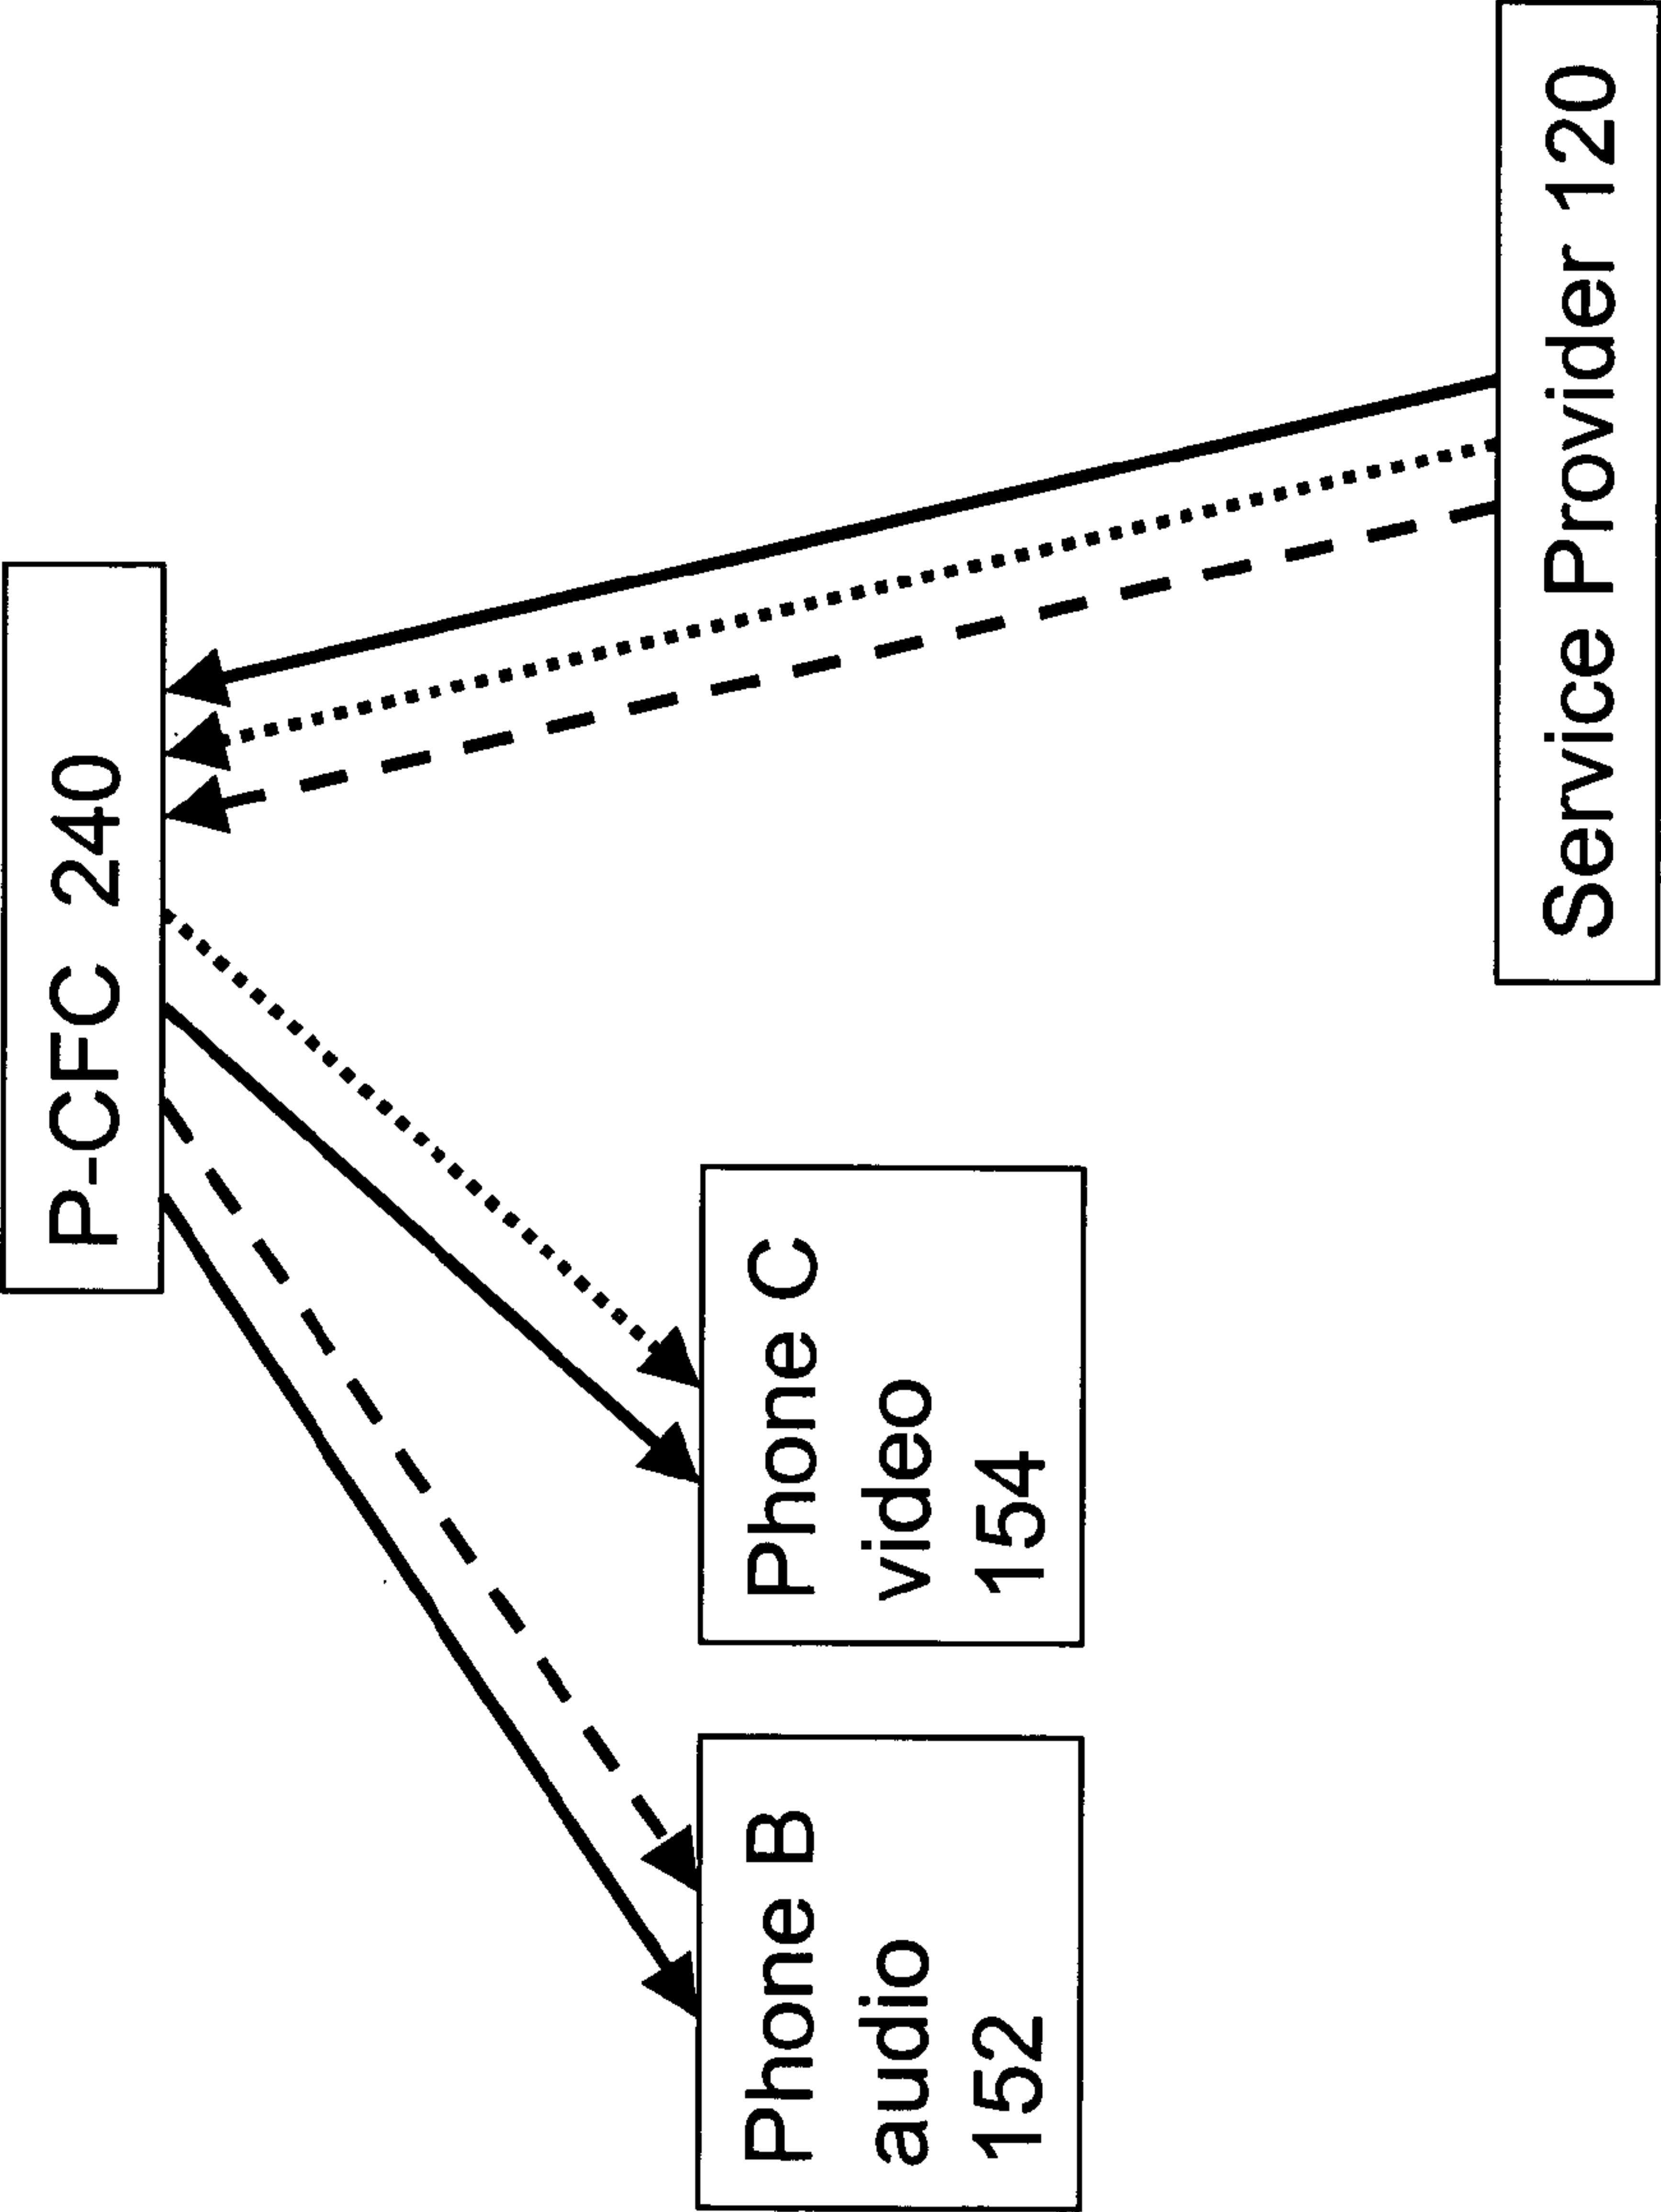 P-CFC 240
Phone B
audio
152
Phone C
video
154
Service Provider 120